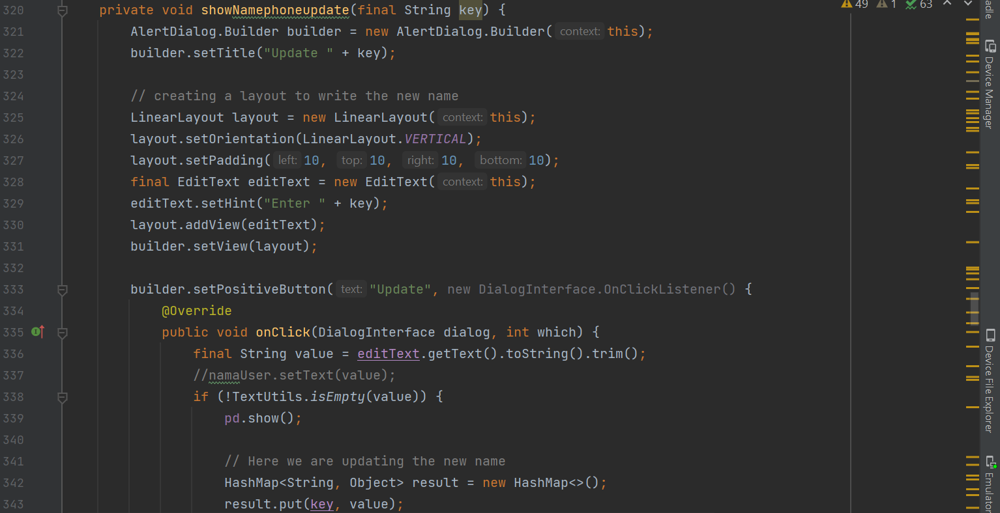 320 private void showNamephoneupdate(final String key) {
49 1 63
321 AlertDialog.Builder builder = new AlertDialog.Builder( context: this);
322 builder.setTitle("Update " + key);
323
324 // creating a layout to write the new name
325 LinearLayout layout = new LinearLayout( context: this);
326 layout.setOrientation(LinearLayout.VERTICAL);
327 layout.setPadding( left: 10, top: 10, right: 10, bottom: 10);
328 final EditText editText = new EditText( context: this);
329 editText.setHint("Enter " + key);
330 layout.addView(editText);
331 builder.setView(layout);
332
333 builder.setPositiveButton( text: "Update", new DialogInterface.OnClickListener() {
334 @Override
335 public void onClick(DialogInterface dialog, int which) {
336 final String value = editText.getText().toString().trim();
337 //namaUser.setText(value);
338 if (!TextUtils.isEmpty(value)) {
339 pd.show();
340
341 // Here we are updating the new name
342 HashMap<String, Object> result = new HashMap<>();
343 result.put(key, value);
adle
Device Manager
Device File Explorer
Emulator